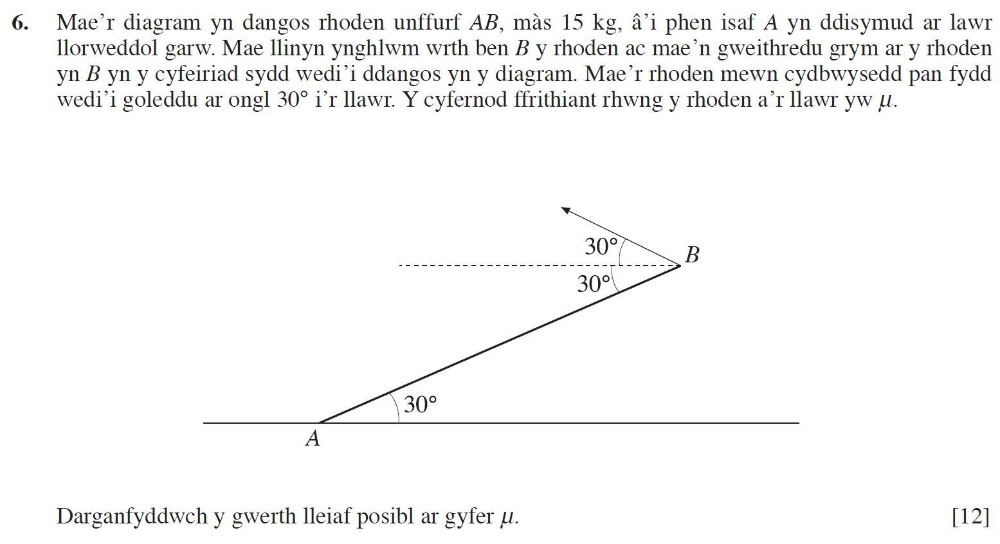 6. Mae’r diagram yn dangos rhoden unffurf AB, màs 15 kg, â’i phen isaf A yn ddisymud ar lawr
llorweddol garw. Mae llinyn ynghlwm wrth ben B y rhoden ac mae’n gweithredu grym ar y rhoden
yn B yn y cyfeiriad sydd wedi’i ddangos yn y diagram. Mae’r rhoden mewn cydbwysedd pan fydd
wedi’i goleddu ar ongl 30° i’r llawr. Y cyfernod ffrithiant rhwng y rhoden a’r llawr yw μ.
30°
B
30°
30°
A
Darganfyddwch y gwerth lleiaf posibl ar gyfer μ. [12]